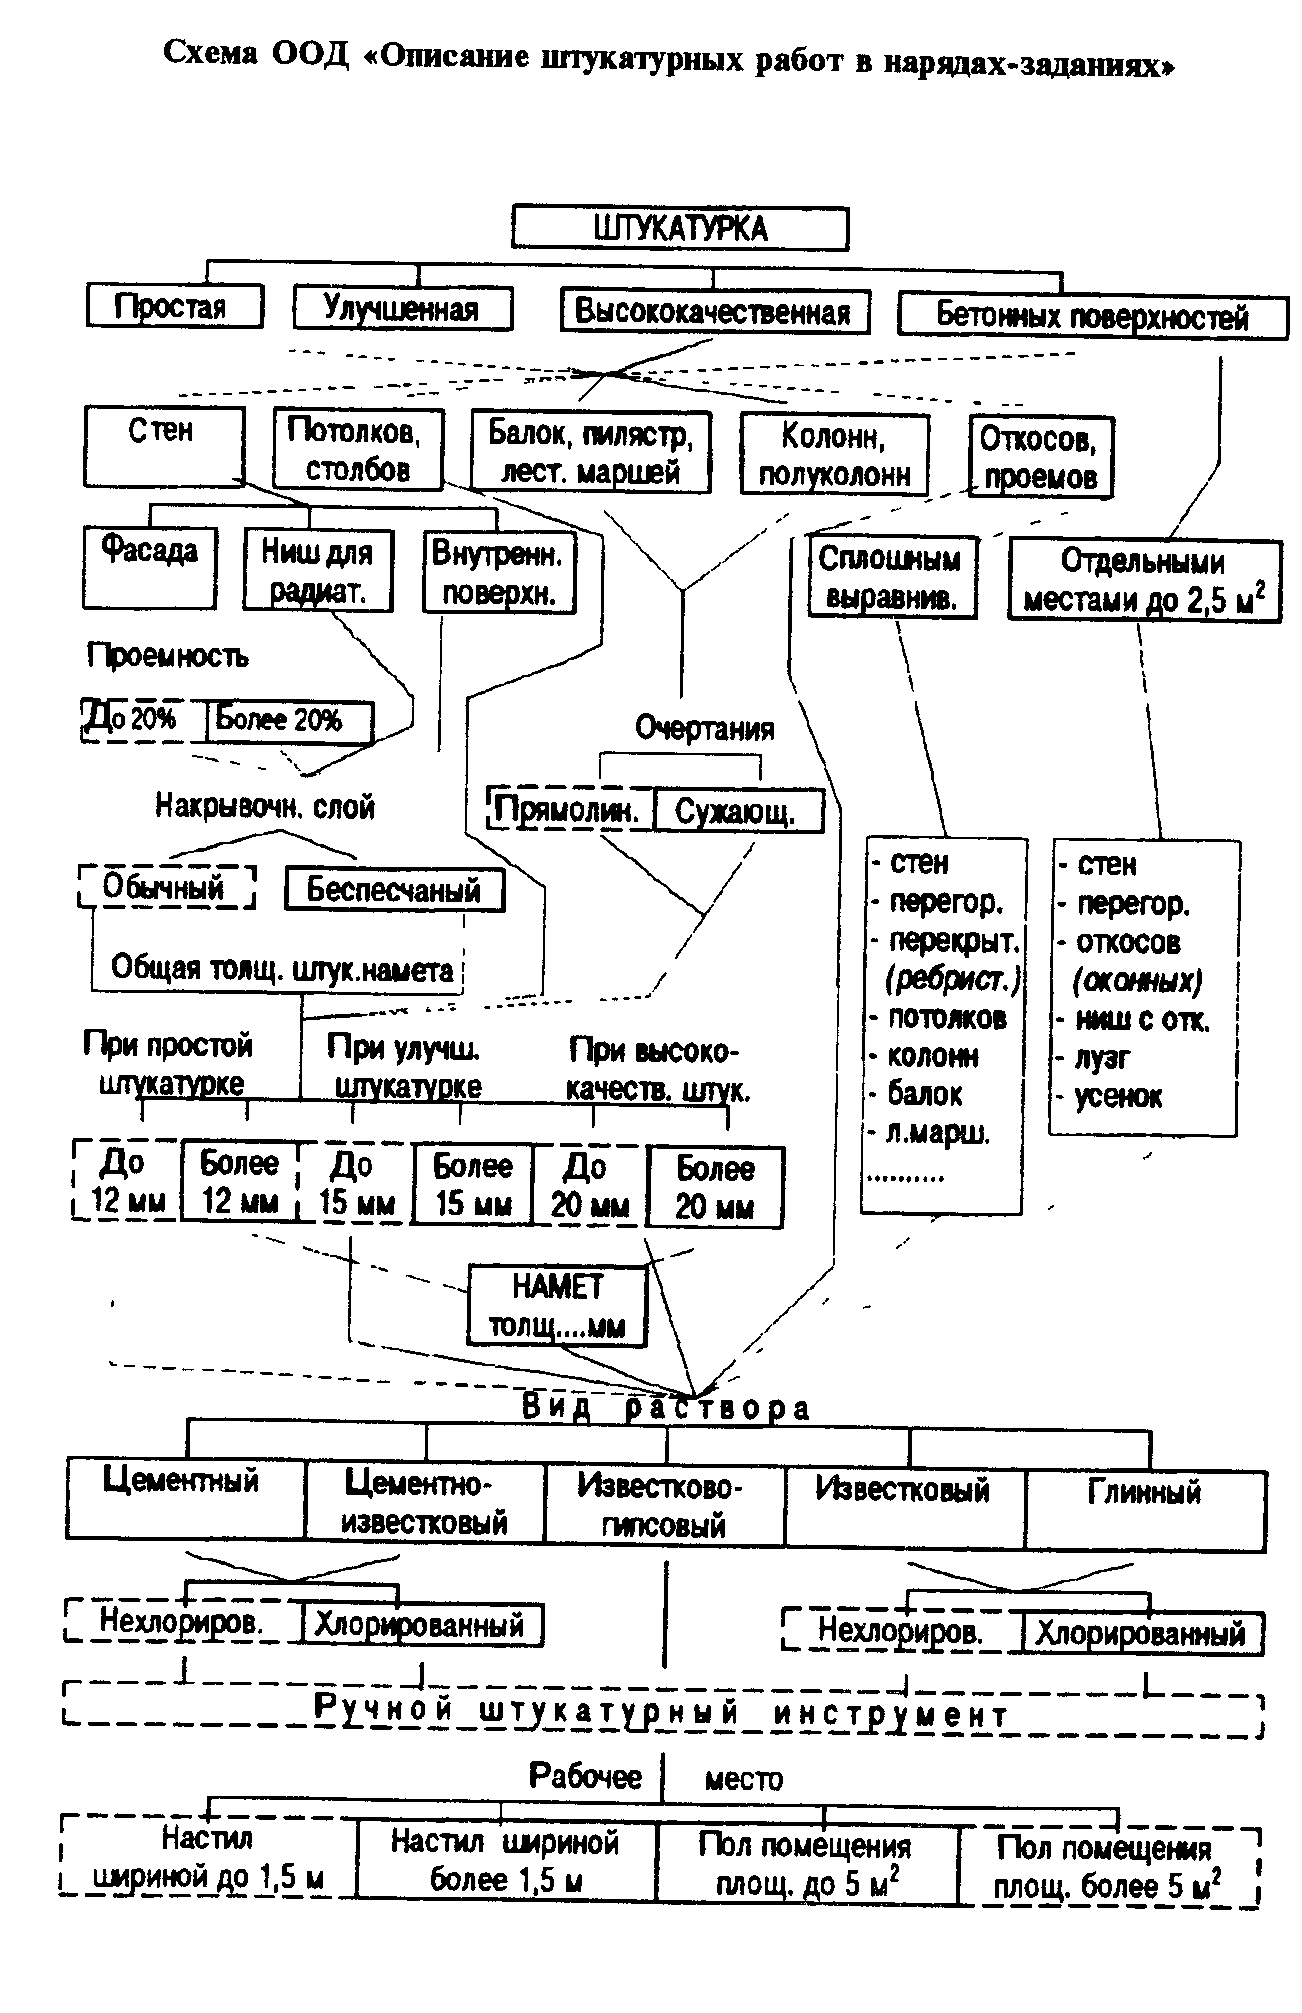 Схема ООД «Описание штукатурных работ в нарядах-заданиях»
ШТУКАТУРКА
Простая
Улучшенная
Высококачественная
Бетонных поверхностей
Стен
Потолков,
столбов
Балок, пилястр,
лест. маршей
Колонн,
полуколонн
Откосов,
проемов
Фасада
Ниш для
радиат.
Внутренн.
поверхн.
Сплошным
выравнив.
Отдельными
местами до 2,5 м²
Проемность
До 20%
Более 20%
Очертания
Прямолин.
Сужающ.
Накрывочн. слой
Обычный
Беспесчаный
Общая толщ. штук.намета
При простой
штукатурке
При улучш.
штукатурке
При высоко-
качеств. штук.
До
12 мм
Более
12 мм
До
15 мм
Более
15 мм
До
20 мм
Более
20 мм
- стен
- перегор.
- перекрыт.
(ребрист.)
- потолков
- колонн
- балок
- л.марш.
..........
- стен
- перегор.
- откосов
(оконных)
- ниш с отк.
- лузг
- усенок
НАМЕТ
толщ....мм
Вид раствора
Цементный
Цементно-
известковый
Известково-
гипсовый
Известковый
Глинный
Нехлориров.
Хлорированный
Нехлориров.
Хлорированный
Ручной штукатурный инструмент
Рабочее место
Настил
шириной до 1,5 м
Настил шириной
более 1,5 м
Пол помещения
площ. до 5 м²
Пол помещения
площ. более 5 м²